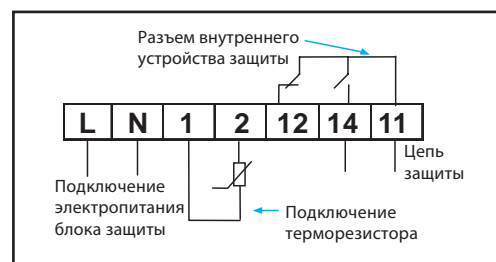 Разъем внутреннего
устройства защиты
L N 1 2 12 14 11
Цепь
защиты
Подключение
электропитания
блока защиты
Подключение
терморезистора